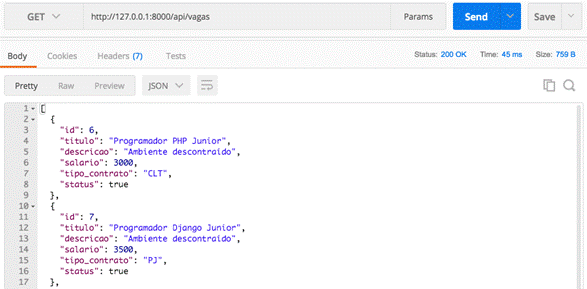 GET http://127.0.0.1:8000/api/vagas Params Send Save
Body Cookies Headers (7) Tests Status: 200 OK Time: 45 ms Size: 759 B
Pretty Raw Preview JSON
1 [
2 {
3 "id": 6,
4 "titulo": "Programador PHP Junior",
5 "descricao": "Ambiente descontraído",
6 "salario": 3000,
7 "tipo_contrato": "CLT",
8 "status": true
9 },
10 {
11 "id": 7,
12 "titulo": "Programador Django Junior",
13 "descricao": "Ambiente descontraído",
14 "salario": 3500,
15 "tipo_contrato": "PJ",
16 "status": true
17 },